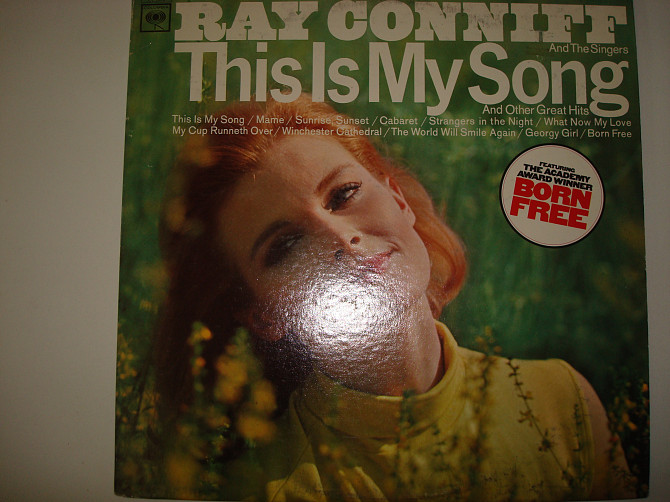 RAY CONNIFF
And The Singers
This Is My Song
And Other Great Hits
This Is My Song / Mame / Sunrise, Sunset / Cabaret / Strangers in the Night / What Now My Love
My Cup Runneth Over / Winchester Cathedral / The World Will Smile Again / Georgy Girl / Born Free
FEATURING
THE ACADEMY
AWARD WINNER
BORN
FREE